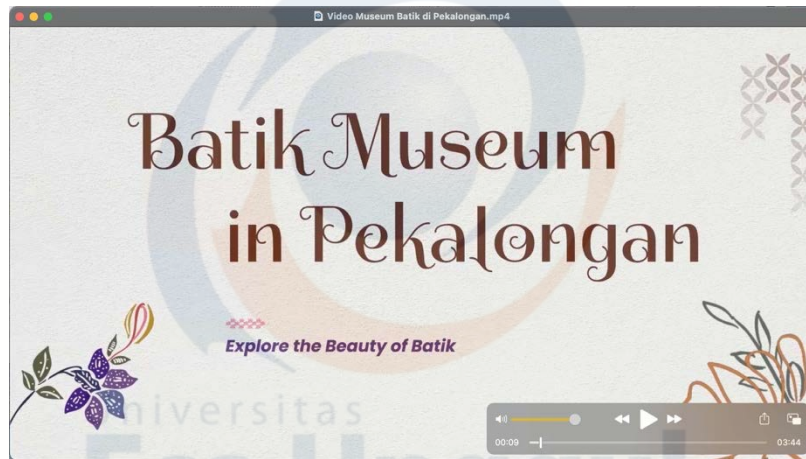 Video Museum Batik di Pekalongan.mp4
Batik Museum
in Pekalongan
Explore the Beauty of Batik
niversitas
00:09
03:44